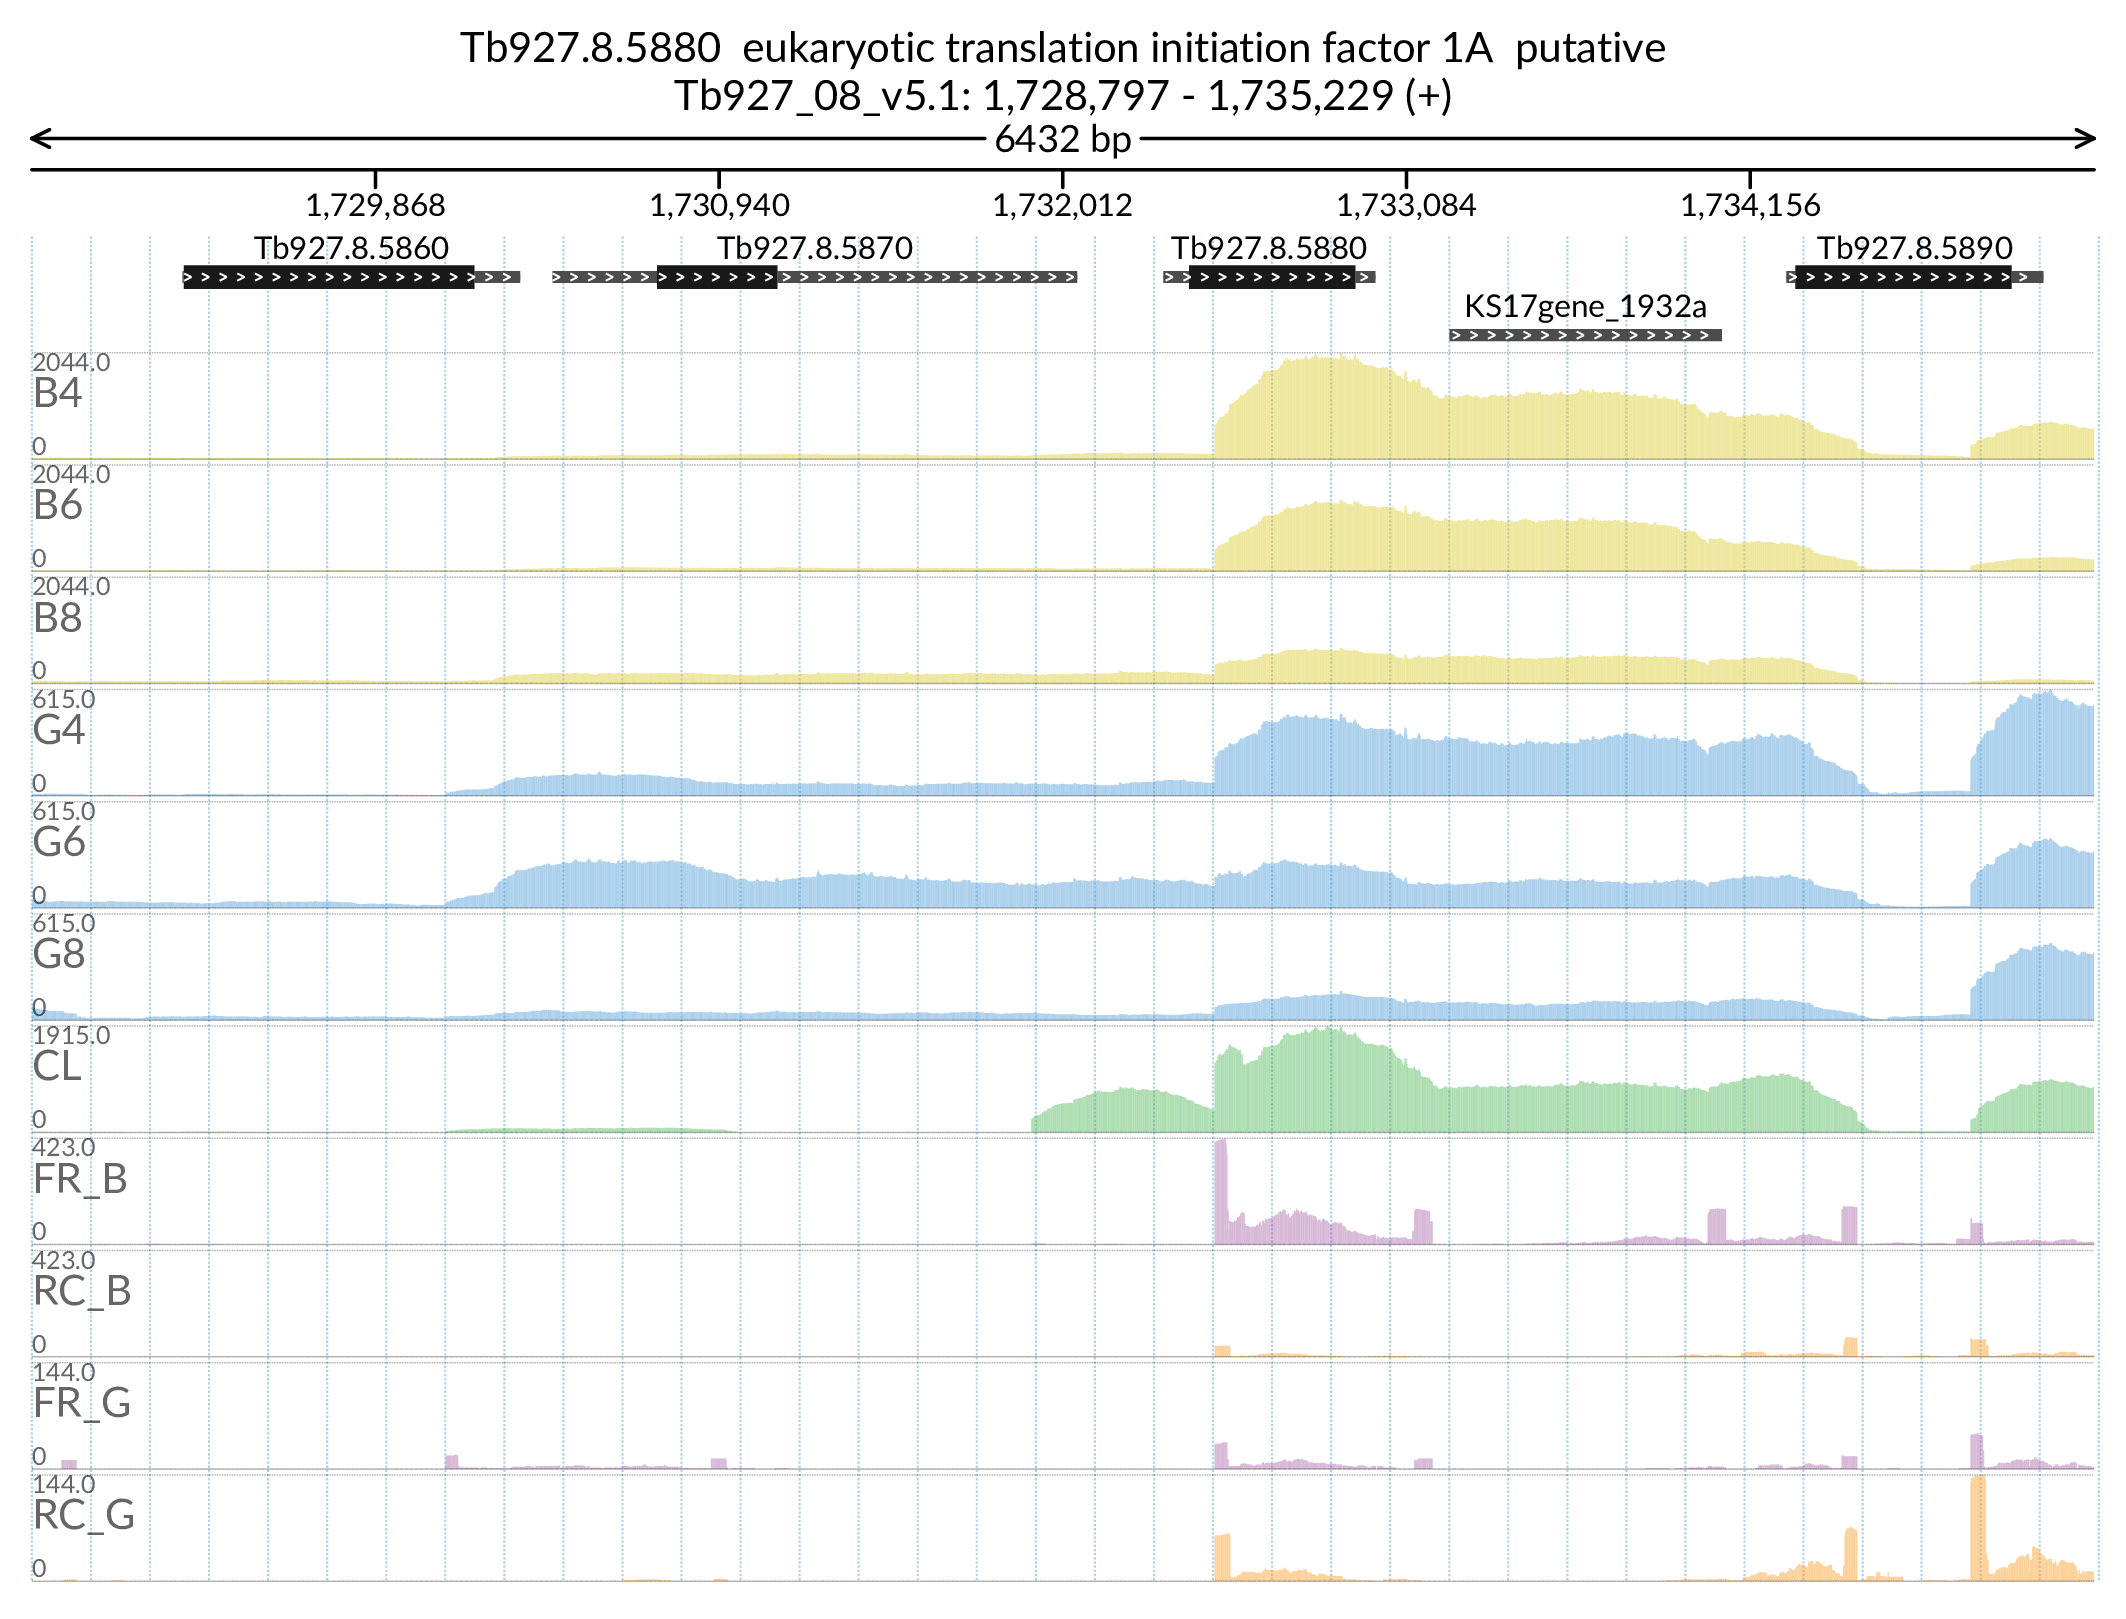 Tb927.8.5880  eukaryotic translation initiation factor 1A  putative
Tb927_08_v5.1: 1,728,797 - 1,735,229 (+)
6432 bp
1,729,868 1,730,940 1,732,012 1,733,084 1,734,156
Tb927.8.5860 Tb927.8.5870 Tb927.8.5880 Tb927.8.5890
KS17gene_1932a
2044.0
B4
0
2044.0
B6
0
2044.0
B8
0
615.0
G4
0
615.0
G6
0
615.0
G8
0
1915.0
CL
0
423.0
FR_B
0
423.0
RC_B
0
144.0
FR_G
0
144.0
RC_G
0